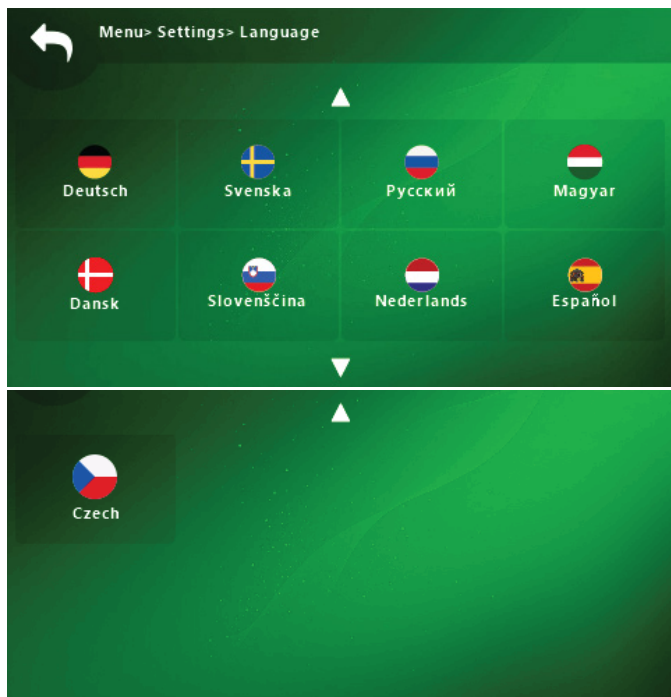 Menu> Settings> Language
Deutsch
Svenska
Русский
Magyar
Dansk
Slovenščina
Nederlands
Español
Czech